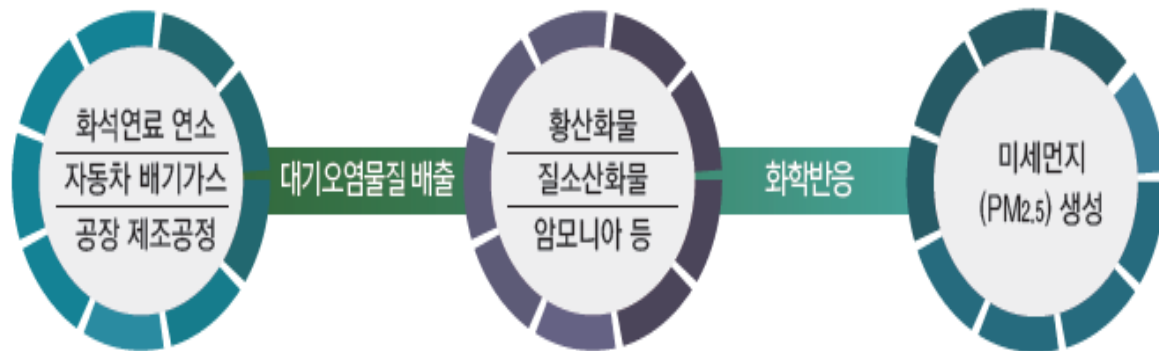 화석연료 연소
자동차 배기가스
공장 제조공정
대기오염물질 배출
황산화물
질소산화물
암모니아 등
화학반응
미세먼지
(PM2.5) 생성